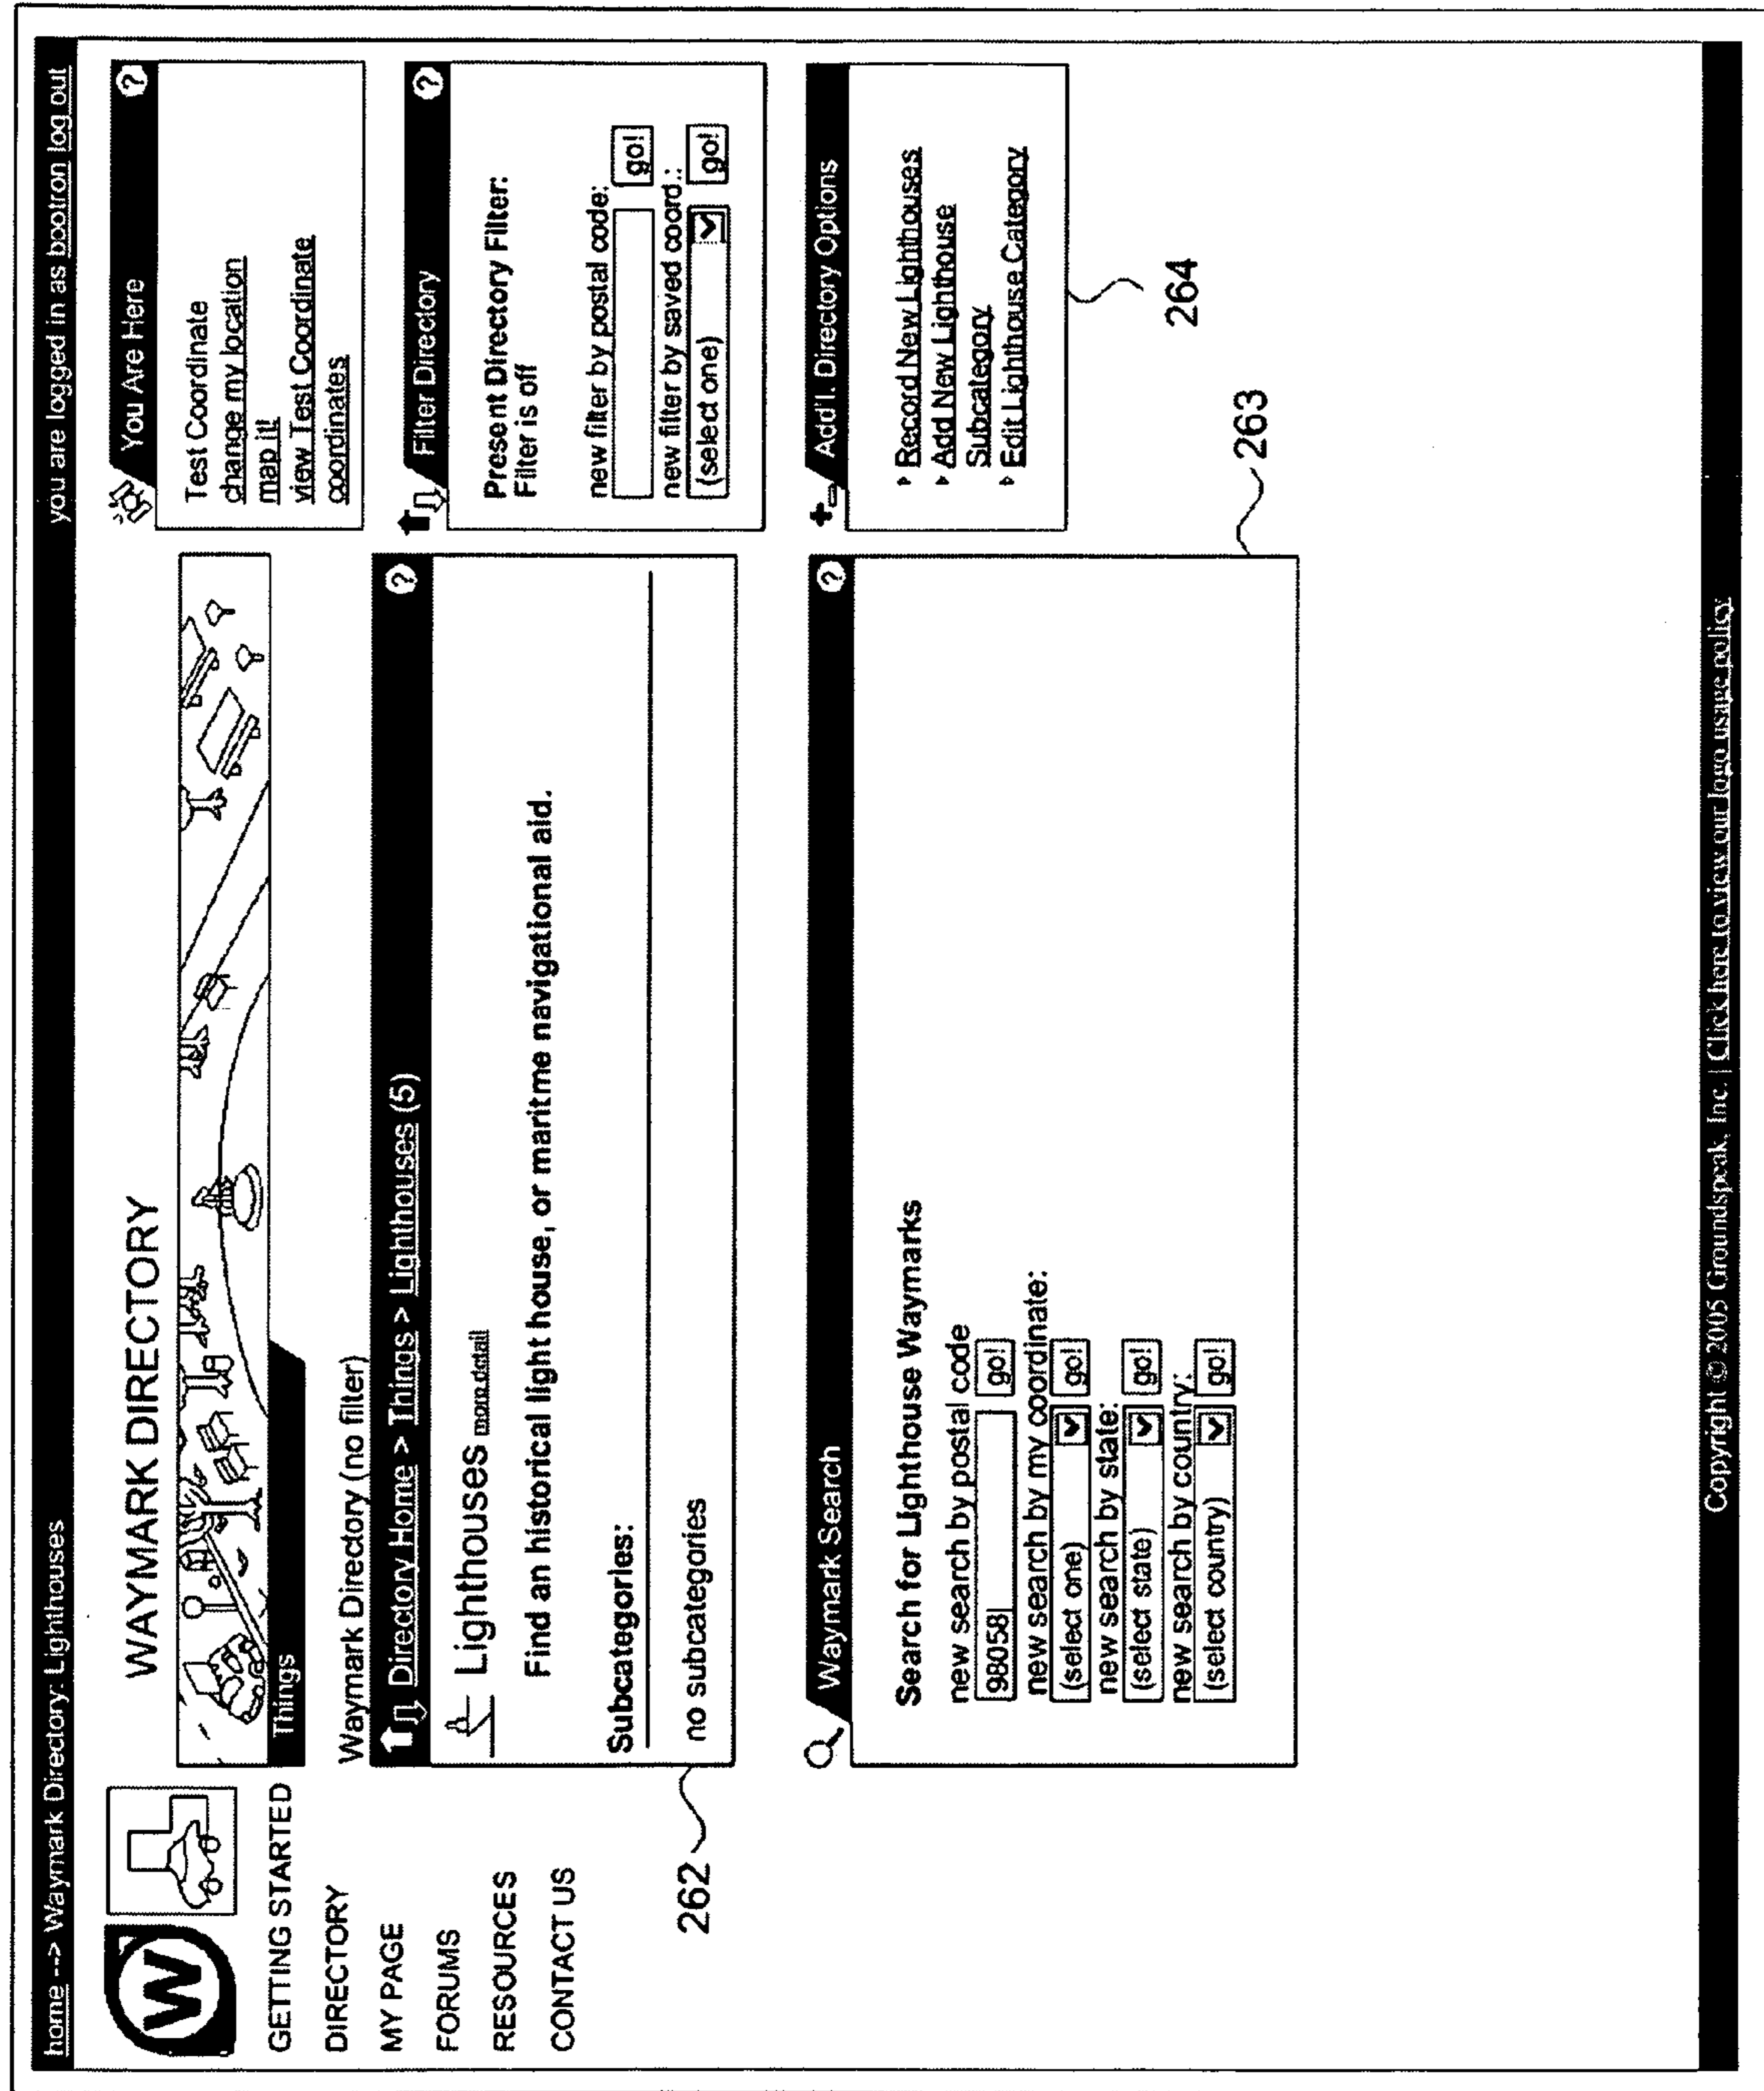 home --> Waymark Directory: Lighthouses
you are logged in as bootron log out
W
GETTING STARTED
DIRECTORY
MY PAGE
FORUMS
RESOURCES
CONTACT US
WAYMARK DIRECTORY
Things
Waymark Directory (no filter)
Directory Home > Things > Lighthouses (5)
?
Lighthouses more detail
Find an historical light house, or maritme navigational aid.
Subcategories:
no subcategories
262
Waymark Search
?
Search for Lighthouse Waymarks
new search by postal code
98058 go!
new search by my coordinate:
(select one) go!
new search by state:
(select state) go!
new search by country:
(select country) go!
263
You Are Here
?
Test Coordinate
change my location
map it!
view Test Coordinate
coordinates
Filter Directory
?
Present Directory Filter:
Filter is off
new filter by postal code:
go!
new filter by saved coord.:
(select one) go!
Add'l. Directory Options
Record New Lighthouses
Add New Lighthouse
Subcategory
Edit Lighthouse Category
264
Copyright © 2005 Groundspeak, Inc. | Click here to view our logo usage policy